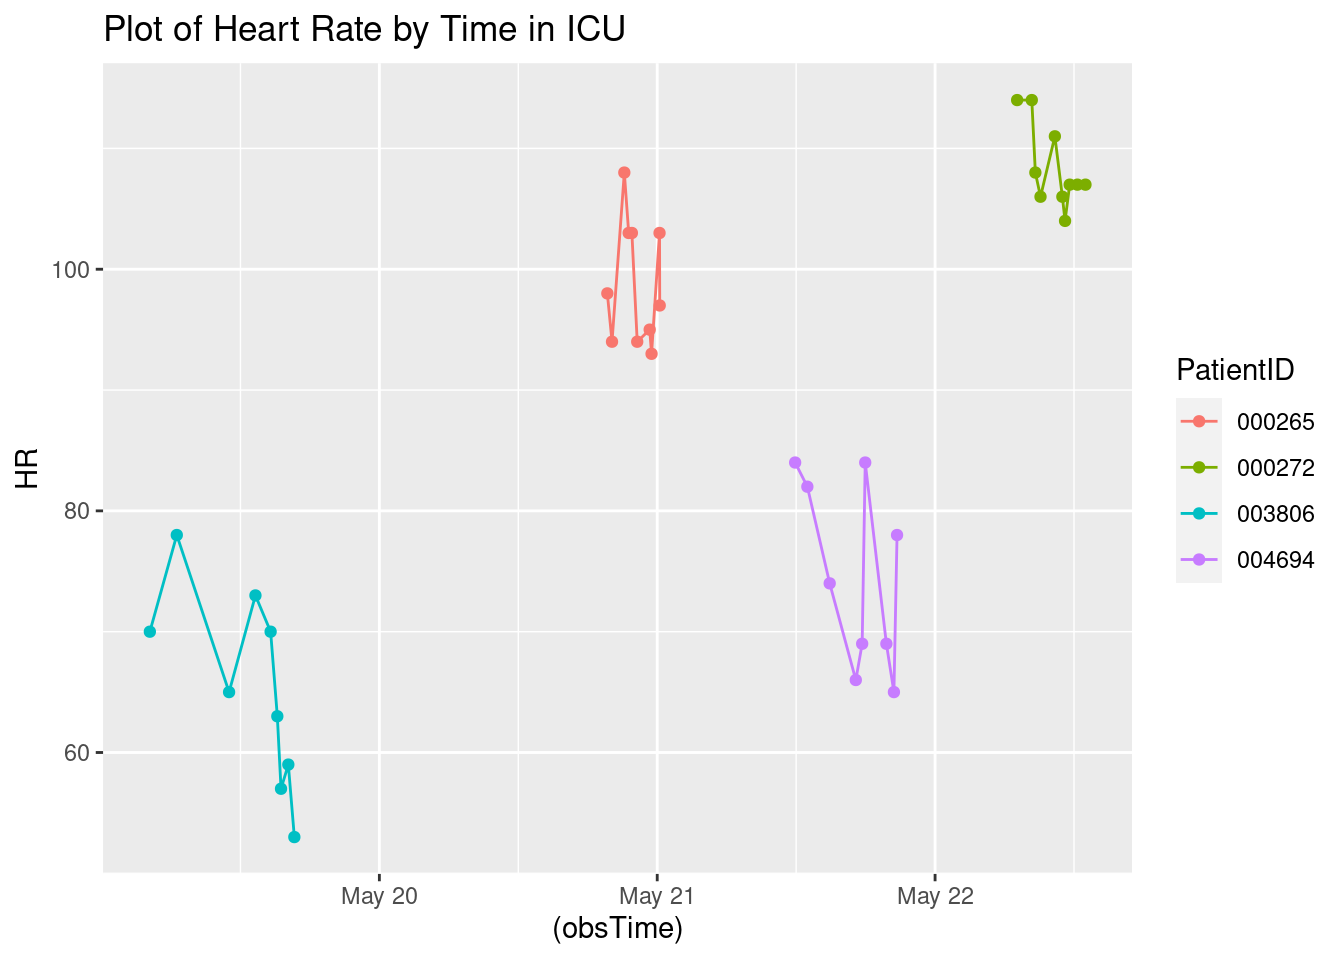 Plot of Heart Rate by Time in ICU
HR
100
80
60
May 20
May 21
May 22
(obsTime)
PatientID
000265
000272
003806
004694